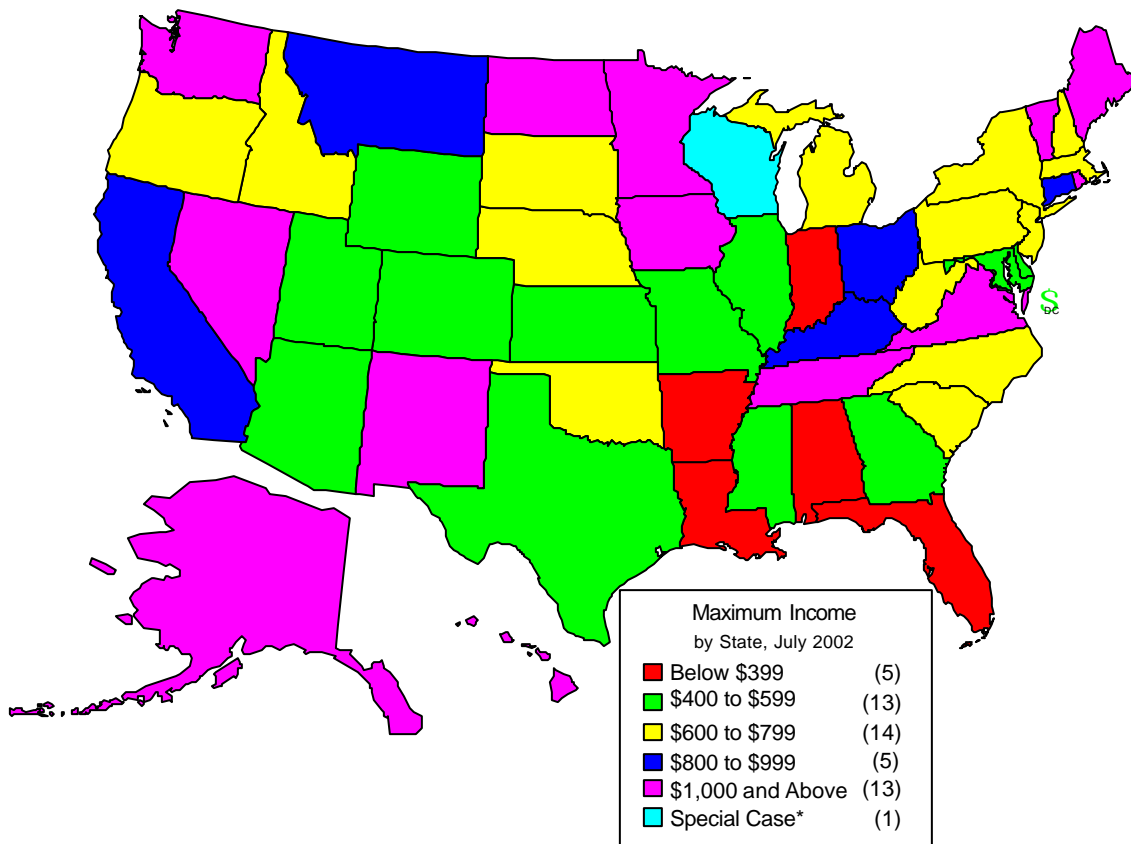 $
DC
Maximum Income
by State, July 2002
Below $399 (5)
$400 to $599 (13)
$600 to $799 (14)
$800 to $999 (5)
$1,000 and Above (13)
Special Case* (1)